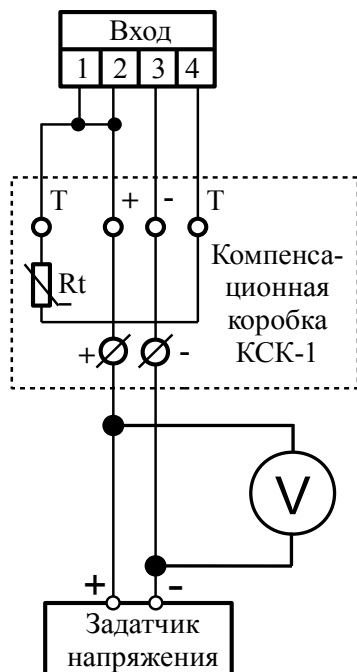 Вход
1 2 3 4
T + - T
Rt
Компенса-
ционная
коробка
КСК-1
+ -
V
+ -
Задатчик
напряжения